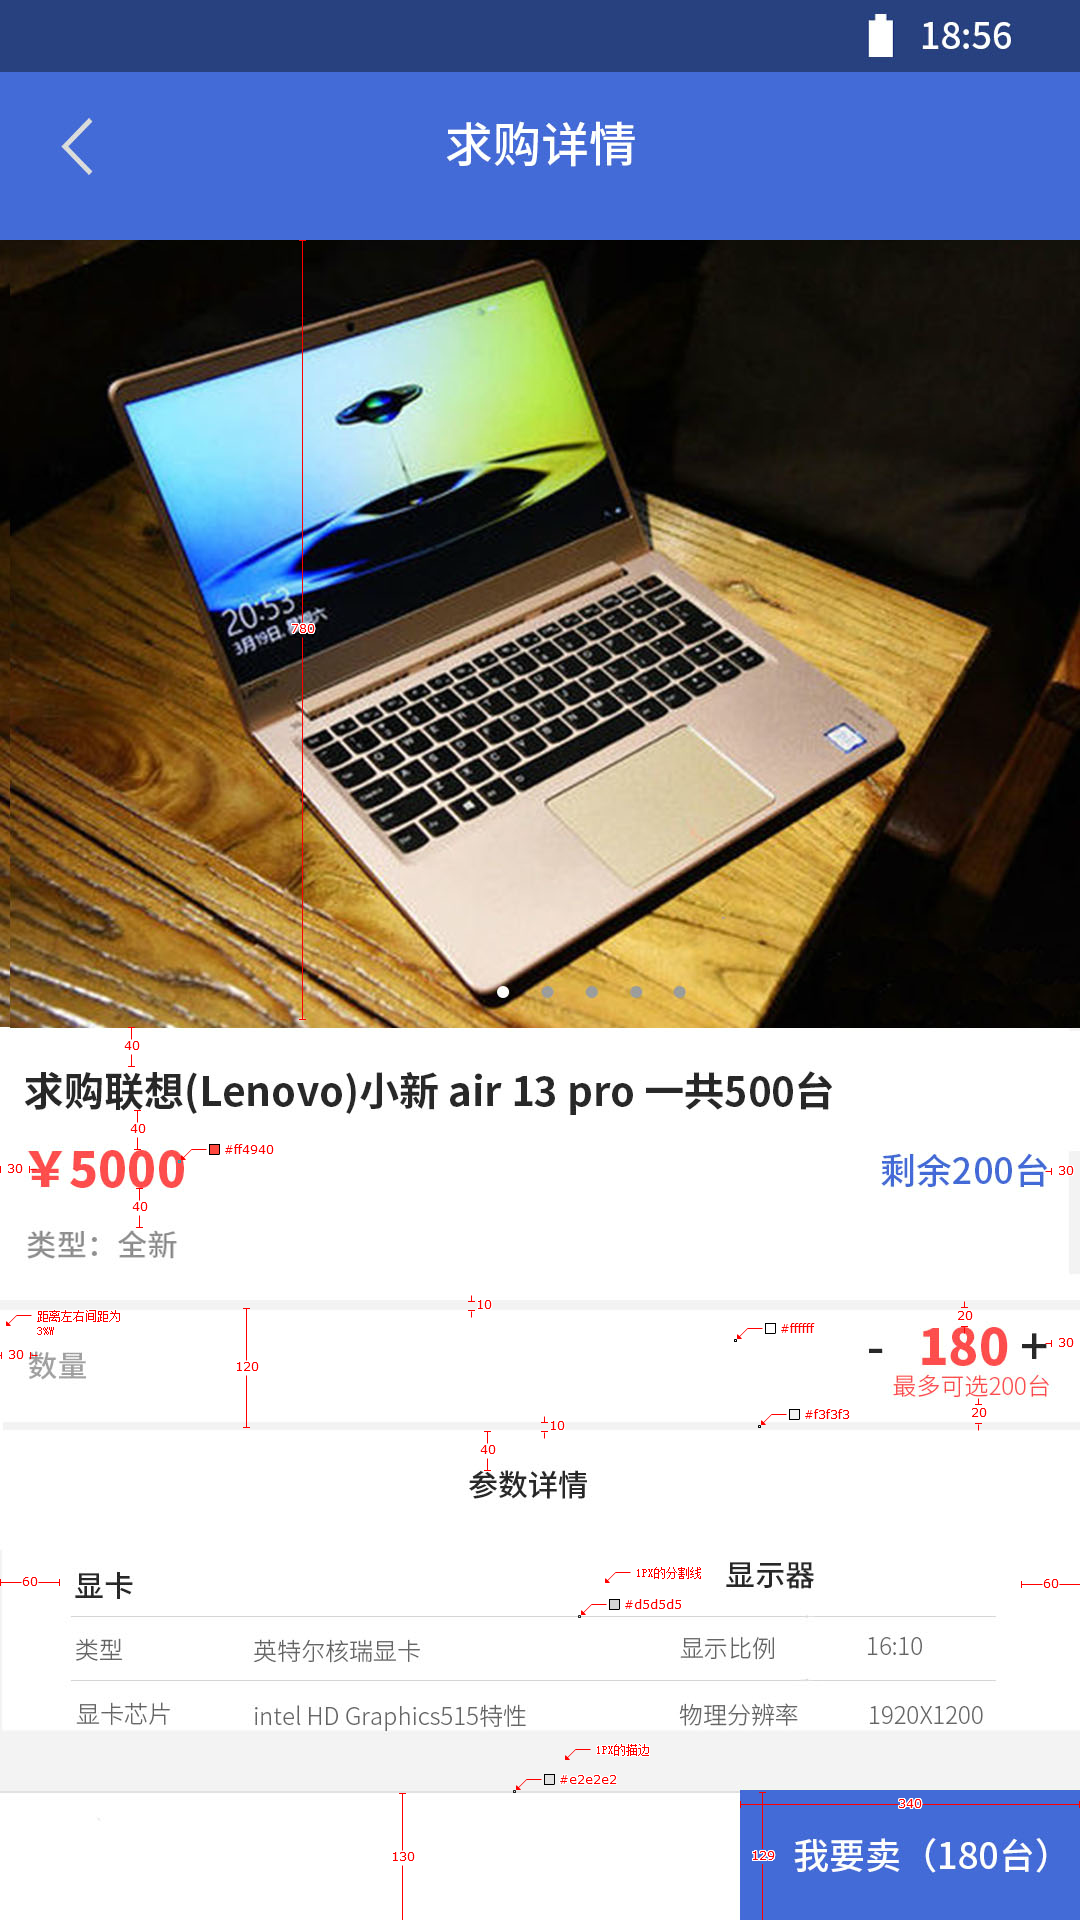 18:56
求购详情
20:53
3月19日,星期六
780
40
求购联想(Lenovo)小新 air 13 pro 一共500台
40
#ff4940
30
¥5000
剩余200台
30
40
类型：全新
10
距离左右间距为
3%W
20
#ffffff
- 180 +
30
30
数量
120
最多可选200台
#f3f3f3
20
10
40
参数详情
60
显卡
1PX的分割线
显示器
60
#d5d5d5
类型 英特尔核瑞显卡 显示比例 16:10
显卡芯片 intel HD Graphics515特性 物理分辨率 1920X1200
1PX的描边
#e2e2e2
340
130
129
我要卖（180台）